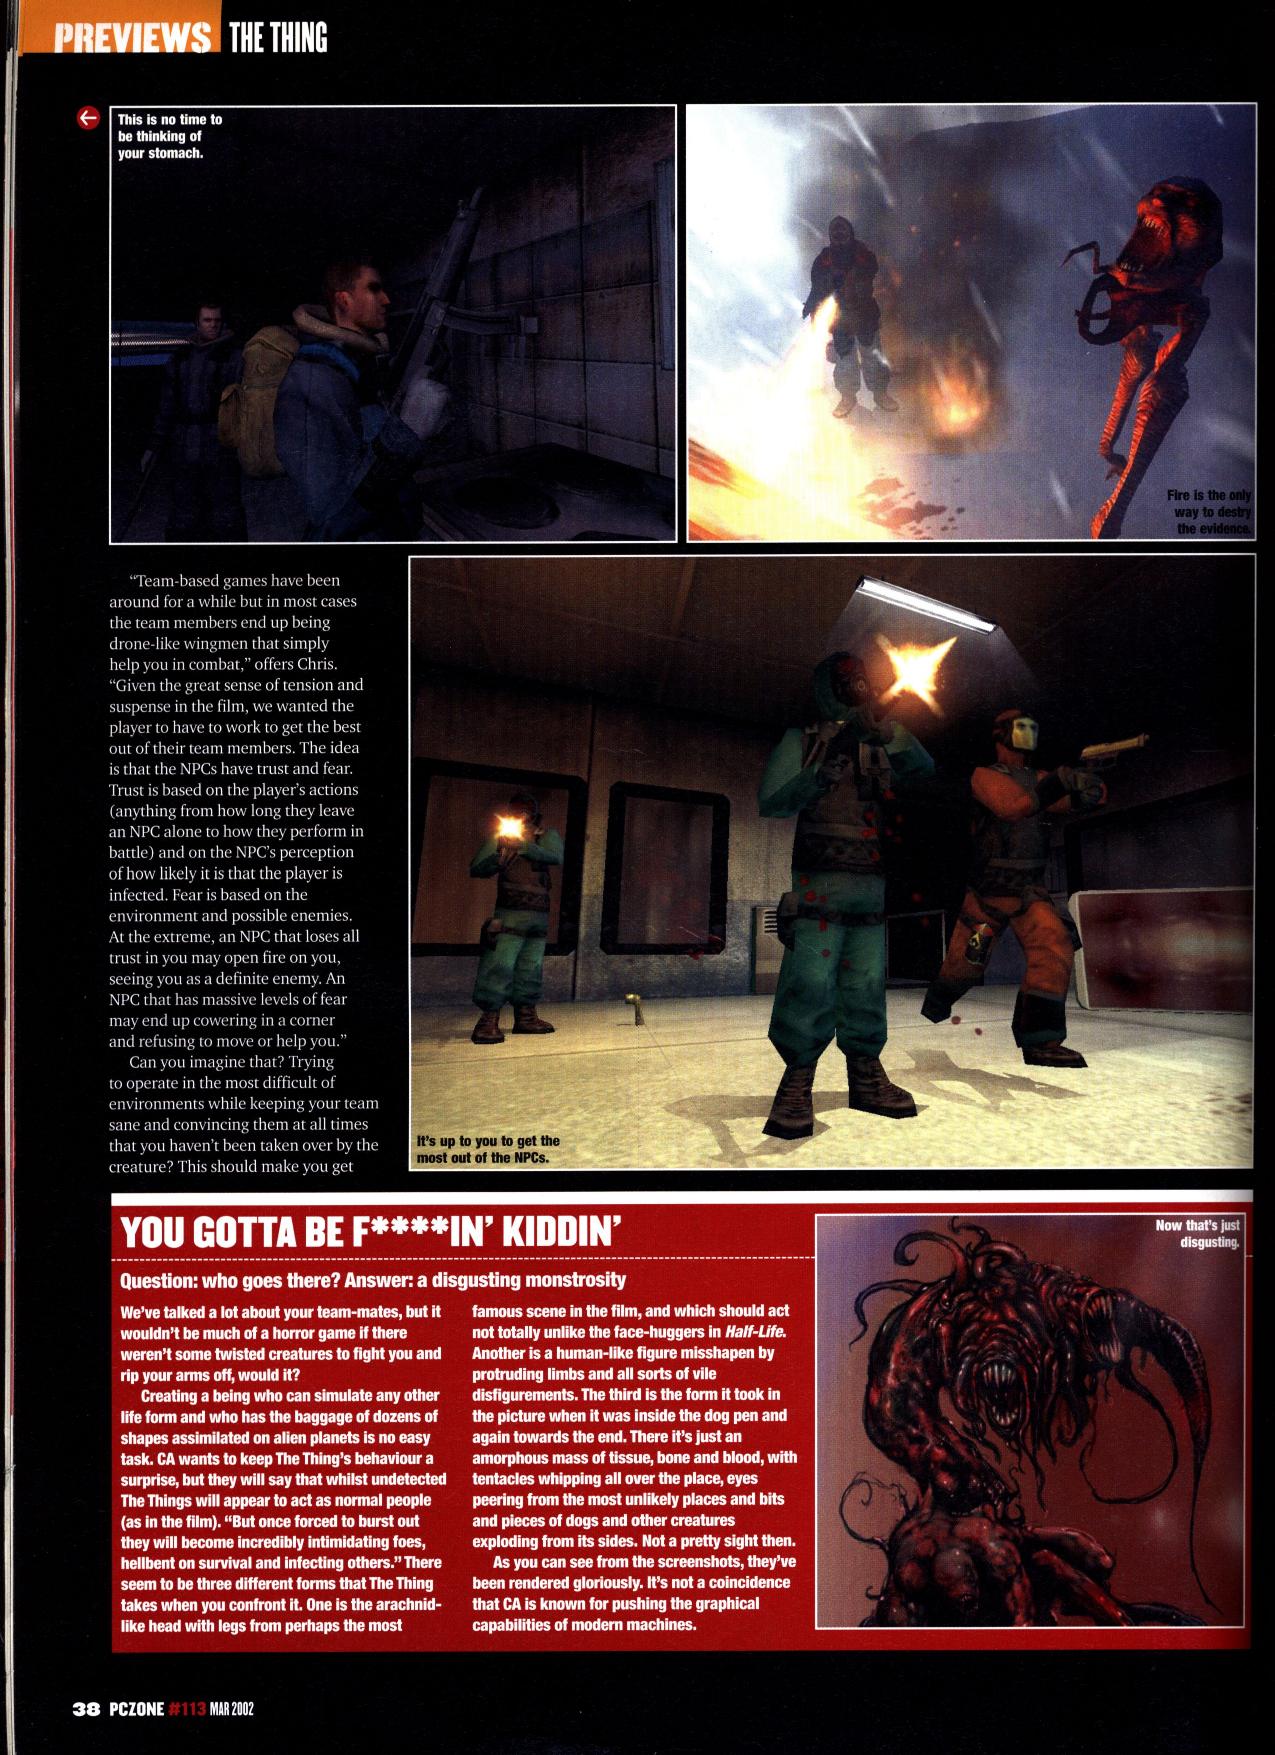 PREVIEWS THE THING
This is no time to
be thinking of
your stomach.
Fire is the only
way to destry
the evidence.
“Team-based games have been
around for a while but in most cases
the team members end up being
drone-like wingmen that simply
help you in combat,” offers Chris.
“Given the great sense of tension and
suspense in the film, we wanted the
player to have to work to get the best
out of their team members. The idea
is that the NPCs have trust and fear.
Trust is based on the player’s actions
(anything from how long they leave
an NPC alone to how they perform in
battle) and on the NPC’s perception
of how likely it is that the player is
infected. Fear is based on the
environment and possible enemies.
At the extreme, an NPC that loses all
trust in you may open fire on you,
seeing you as a definite enemy. An
NPC that has massive levels of fear
may end up cowering in a corner
and refusing to move or help you.”
Can you imagine that? Trying
to operate in the most difficult of
environments while keeping your team
sane and convincing them at all times
that you haven’t been taken over by the
creature? This should make you get
It’s up to you to get the
most out of the NPCs.
YOU GOTTA BE F****IN’ KIDDIN’
Question: who goes there? Answer: a disgusting monstrosity
We’ve talked a lot about your team-mates, but it
wouldn’t be much of a horror game if there
weren’t some twisted creatures to fight you and
rip your arms off, would it?
Creating a being who can simulate any other
life form and who has the baggage of dozens of
shapes assimilated on alien planets is no easy
task. CA wants to keep The Thing’s behaviour a
surprise, but they will say that whilst undetected
The Things will appear to act as normal people
(as in the film). “But once forced to burst out
they will become incredibly intimidating foes,
hellbent on survival and infecting others.” There
seem to be three different forms that The Thing
takes when you confront it. One is the arachnid-
like head with legs from perhaps the most
famous scene in the film, and which should act
not totally unlike the face-huggers in Half-Life.
Another is a human-like figure misshapen by
protruding limbs and all sorts of vile
disfigurements. The third is the form it took in
the picture when it was inside the dog pen and
again towards the end. There it’s just an
amorphous mass of tissue, bone and blood, with
tentacles whipping all over the place, eyes
peering from the most unlikely places and bits
and pieces of dogs and other creatures
exploding from its sides. Not a pretty sight then.
As you can see from the screenshots, they’ve
been rendered gloriously. It’s not a coincidence
that CA is known for pushing the graphical
capabilities of modern machines.
Now that’s just
disgusting.
38 PCZONE #113 MAR 2002